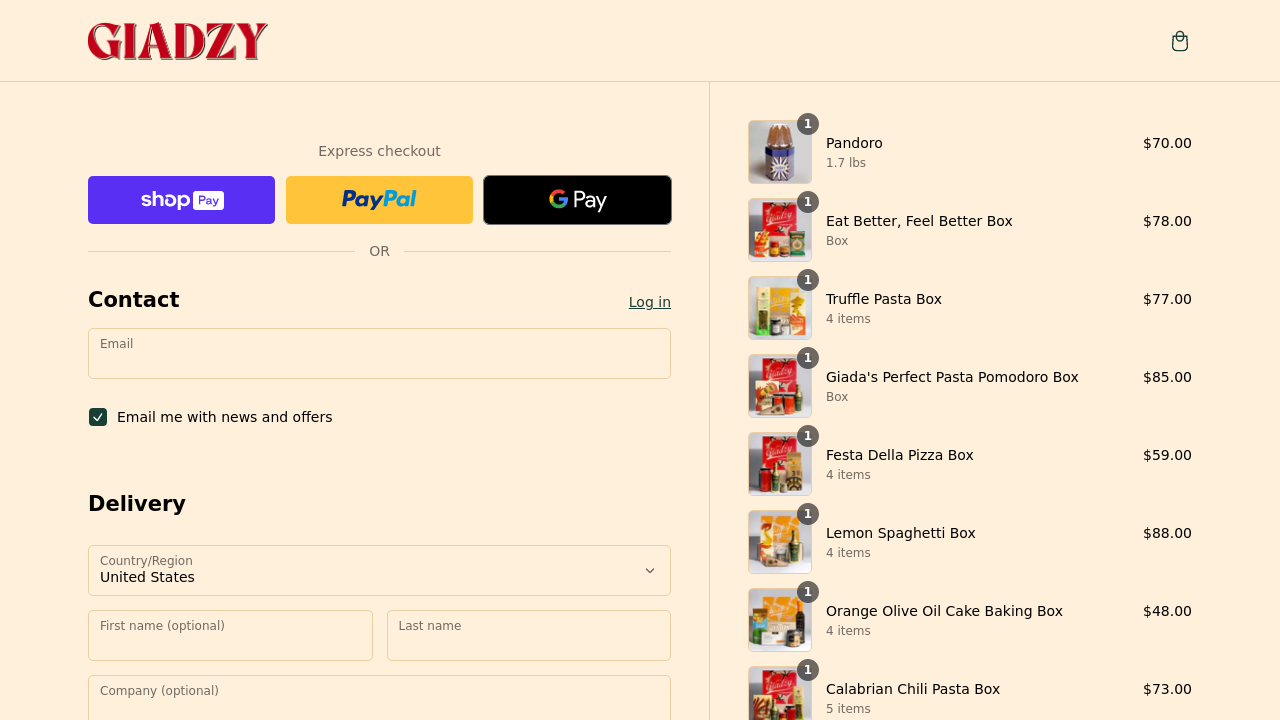 GIADZY
Express checkout
shop Pay
PayPal
G Pay
OR
Contact
Log in
Email
Email me with news and offers
Delivery
Country/Region
United States
First name (optional)
Last name
Company (optional)
1
Pandoro
$70.00
1.7 lbs
1
Eat Better, Feel Better Box
$78.00
Box
1
Truffle Pasta Box
$77.00
4 items
1
Giada's Perfect Pasta Pomodoro Box
$85.00
Box
1
Festa Della Pizza Box
$59.00
4 items
1
Lemon Spaghetti Box
$88.00
4 items
1
Orange Olive Oil Cake Baking Box
$48.00
4 items
1
Calabrian Chili Pasta Box
$73.00
5 items